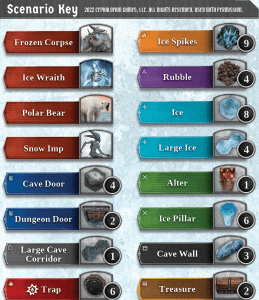 Scenario Key
2022 CEPHALOFAIR GAMES, LLC. ALL RIGHTS RESERVED. USED WITH PERMISSION.
Frozen Corpse
Ice Spikes 9
Ice Wraith
Rubble 4
Polar Bear
Ice 8
Snow Imp
Large Ice 4
Cave Door 4
Alter 1
Dungeon Door 2
Ice Pillar 6
Large Cave
Corridor 1
Cave Wall 3
Trap 6
Treasure 2